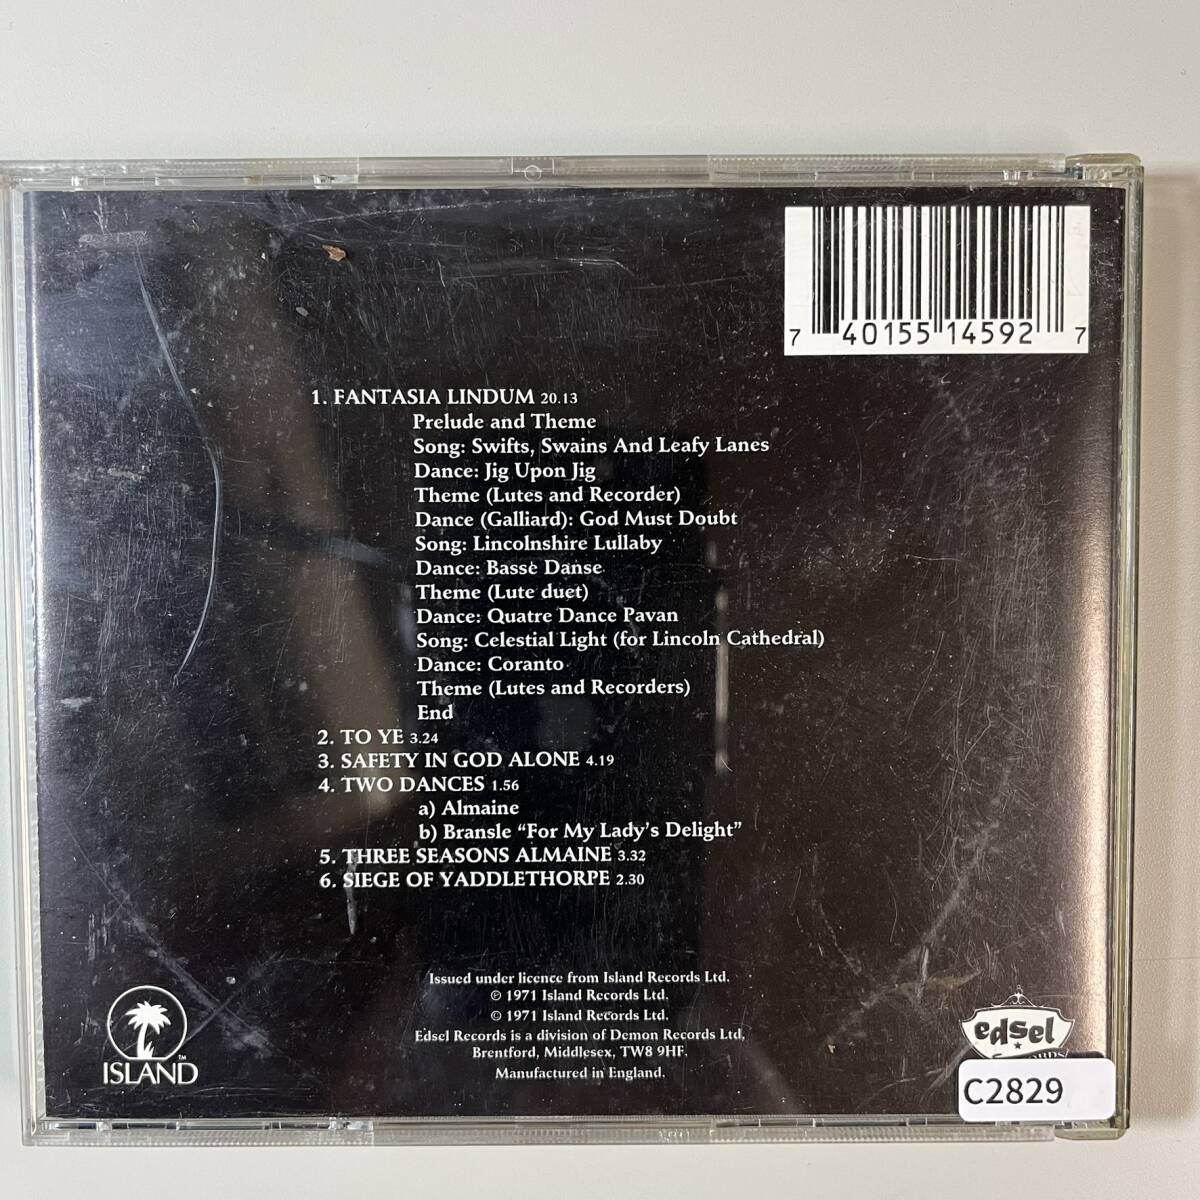 7 40155 14592 7
1. FANTASIA LINDUM 20.13
Prelude and Theme
Song: Swifts, Swains And Leafy Lanes
Dance: Jig Upon Jig
Theme (Lutes and Recorder)
Dance (Galliard): God Must Doubt
Song: Lincolnshire Lullaby
Dance: Basse Danse
Theme (Lute duet)
Dance: Quatre Dance Pavan
Song: Celestial Light (for Lincoln Cathedral)
Dance: Coranto
Theme (Lutes and Recorders)
End
2. TO YE 3.24
3. SAFETY IN GOD ALONE 4.19
4. TWO DANCES 1.56
a) Almaine
b) Bransle “For My Lady’s Delight”
5. THREE SEASONS ALMAINE 3.32
6. SIEGE OF YADDLETHORPE 2.30
Issued under licence from Island Records Ltd.
℗ 1971 Island Records Ltd.
© 1971 Island Records Ltd.
Edsel Records is a division of Demon Records Ltd,
Brentford, Middlesex, TW8 9HF.
Manufactured in England.
ISLAND™
edsel
C2829